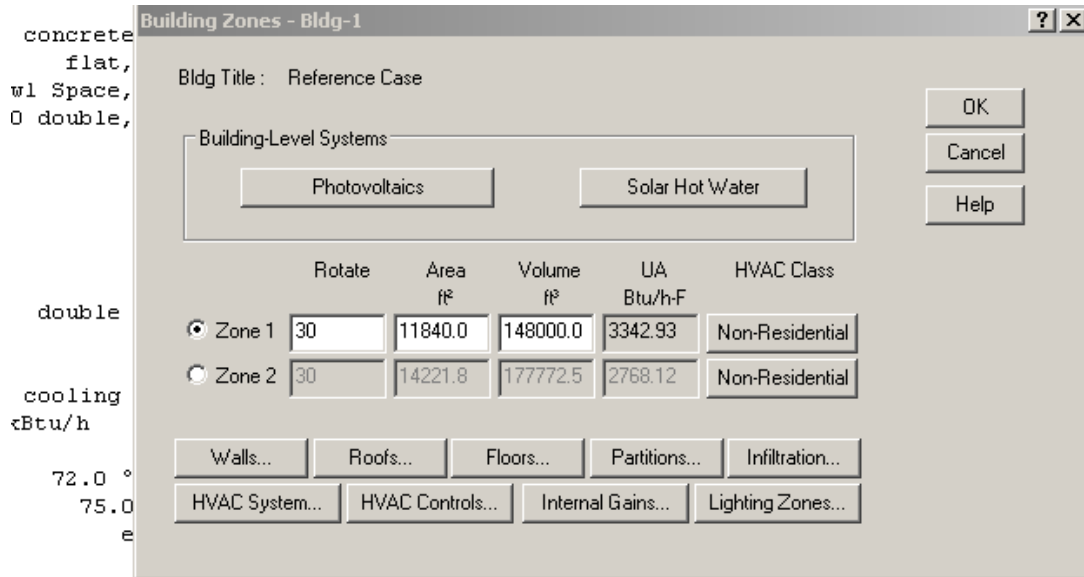 Building Zones - Bldg-1
concrete
flat,
wl Space,
0 double,
double
cooling
kBtu/h
72.0 °
75.0
e
Bldg Title : Reference Case
OK
Cancel
Help
Building-Level Systems
Photovoltaics Solar Hot Water
Rotate Area Volume UA HVAC Class
ft² ft³ Btu/h-F
Zone 1 30 11840.0 148000.0 3342.93 Non-Residential
Zone 2 30 14221.8 177772.5 2768.12 Non-Residential
Walls... Roofs... Floors... Partitions... Infiltration...
HVAC System... HVAC Controls... Internal Gains... Lighting Zones...